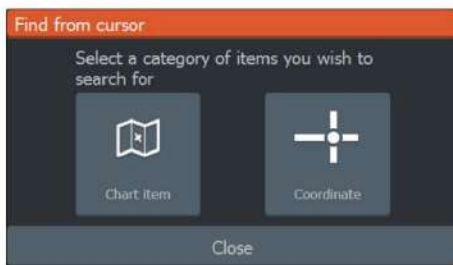 Find from cursor
Select a category of items you wish to
search for
Chart item
Coordinate
Close